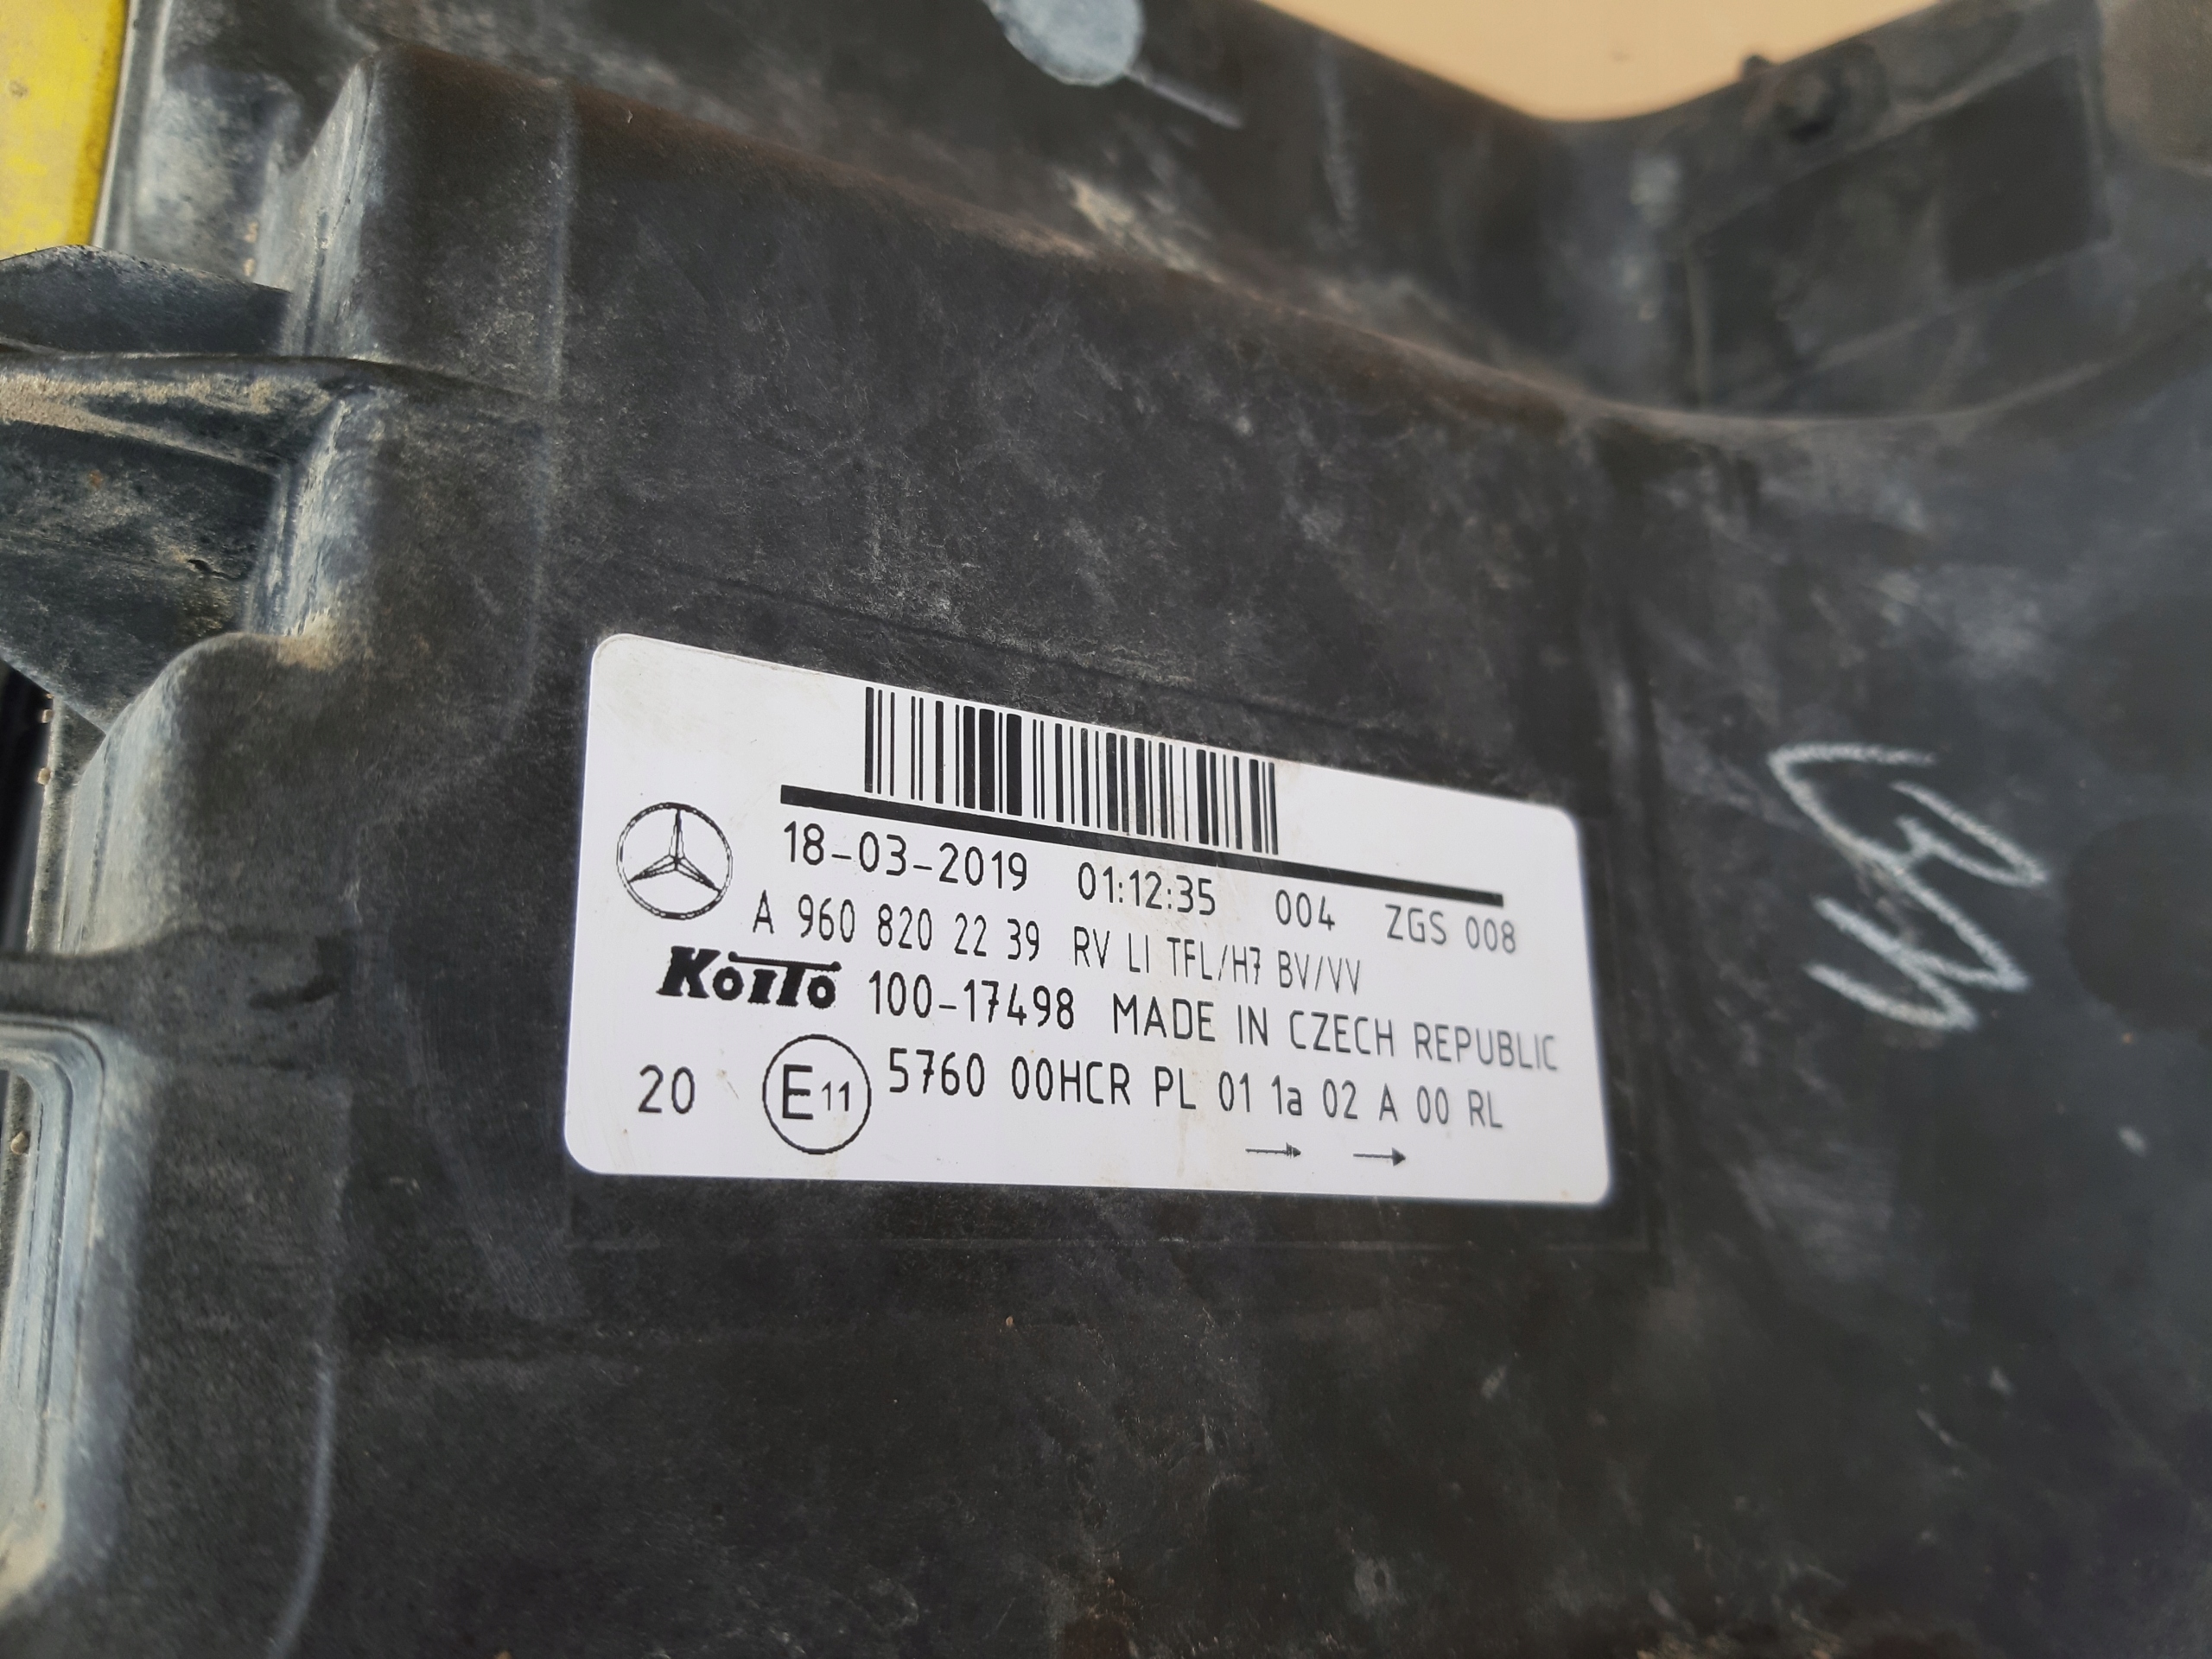 18-03-2019 01:12:35 004 ZGS 008
A 960 820 22 39 RV LI TFL/H7 BV/VV
KOITO 100-17498 MADE IN CZECH REPUBLIC
20 E11 5760 00HCR PL 01 1a 02 A 00 RL